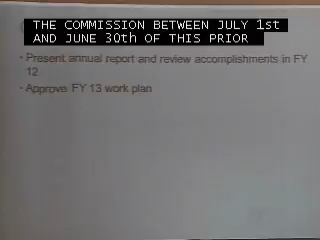 THE COMMISSION BETWEEN JULY 1st
AND JUNE 30th OF THIS PRIOR
• Present annual report and review accomplishments in FY
12
• Approve FY 13 work plan